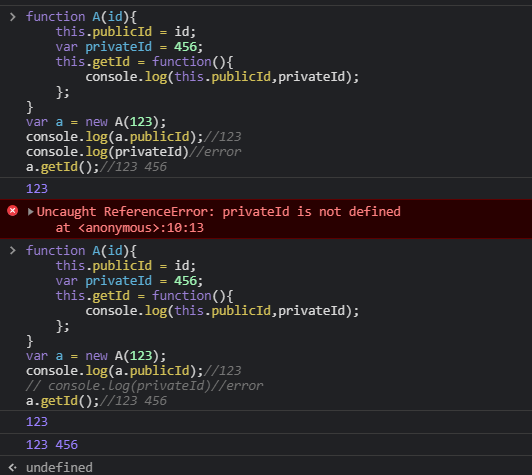 > function A(id){
    this.publicId = id;
    var privateId = 456;
    this.getId = function(){
        console.log(this.publicId,privateId);
    };
}
var a = new A(123);
console.log(a.publicId);//123
console.log(privateId)//error
a.getId();//123 456
123
▶Uncaught ReferenceError: privateId is not defined
    at <anonymous>:10:13
> function A(id){
    this.publicId = id;
    var privateId = 456;
    this.getId = function(){
        console.log(this.publicId,privateId);
    };
}
var a = new A(123);
console.log(a.publicId);//123
// console.log(privateId)//error
a.getId();//123 456
123
123 456
undefined